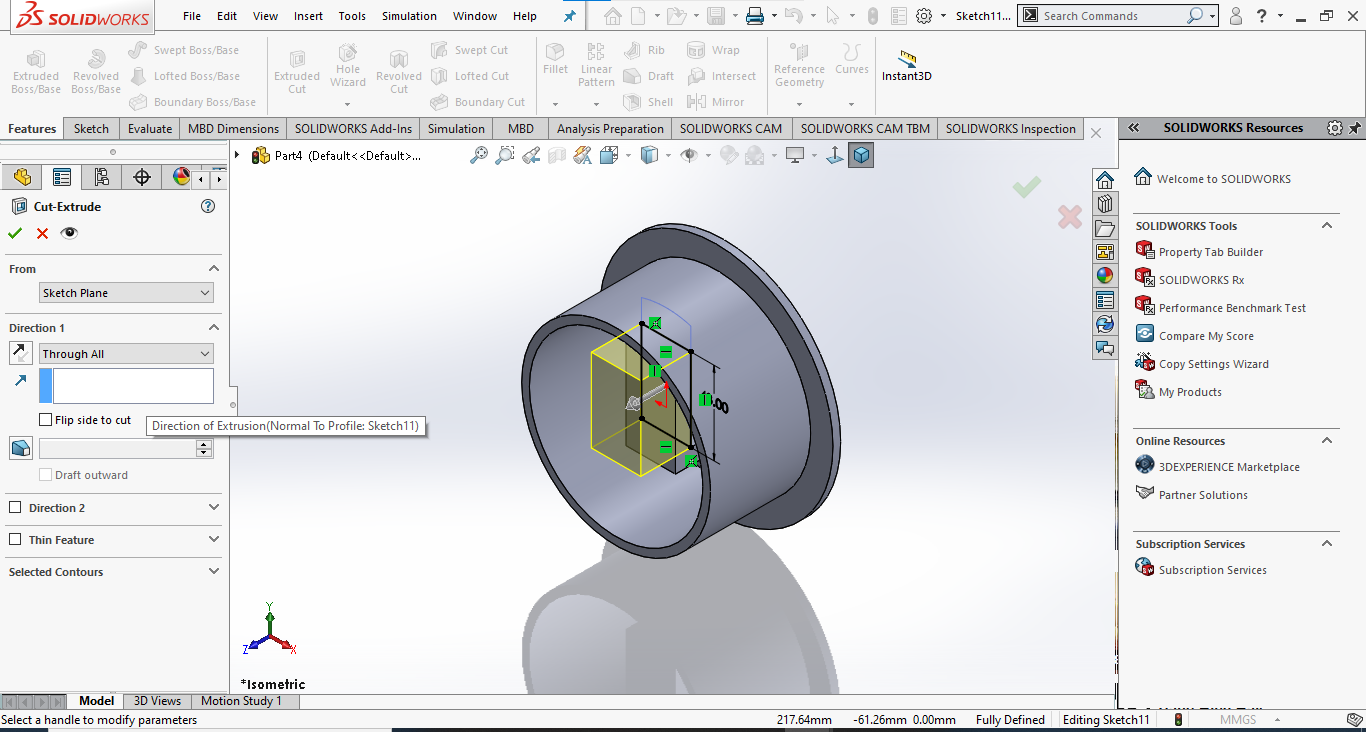 SOLIDWORKS
File Edit View Insert Tools Simulation Window Help
Sketch11...
Search Commands
Extruded Boss/Base
Revolved Boss/Base
Swept Boss/Base
Lofted Boss/Base
Boundary Boss/Base
Extruded Cut
Hole Wizard
Revolved Cut
Swept Cut
Lofted Cut
Boundary Cut
Fillet
Linear Pattern
Rib
Draft
Shell
Wrap
Intersect
Mirror
Reference Geometry
Curves
Instant3D
Features Sketch Evaluate MBD Dimensions SOLIDWORKS Add-Ins Simulation MBD Analysis Preparation SOLIDWORKS CAM SOLIDWORKS CAM TBM SOLIDWORKS Inspection
Part4 (Default<<Default>...
Cut-Extrude
From
Sketch Plane
Direction 1
Through All
Flip side to cut
Direction of Extrusion(Normal To Profile: Sketch11)
Draft outward
Direction 2
Thin Feature
Selected Contours
Y
Z
X
*Isometric
SOLIDWORKS Resources
Welcome to SOLIDWORKS
SOLIDWORKS Tools
Property Tab Builder
SOLIDWORKS Rx
Performance Benchmark Test
Compare My Score
Copy Settings Wizard
My Products
Online Resources
3DEXPERIENCE Marketplace
Partner Solutions
Subscription Services
Subscription Services
Model 3D Views Motion Study 1
Select a handle to modify parameters
217.64mm -61.26mm 0.00mm Fully Defined Editing Sketch11 MMGS